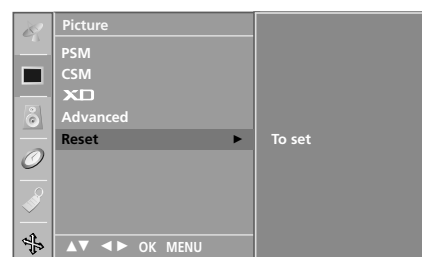 Picture
PSM
CSM
XD
Advanced
Reset ► To set
▲▼ ◄► OK MENU